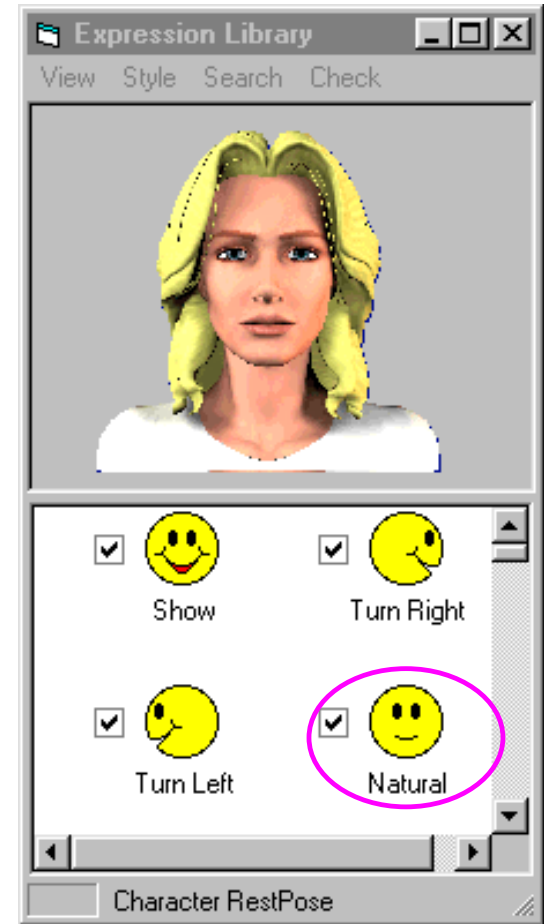 Expression Library
View Style Search Check
Show Turn Right
Turn Left Natural
Character RestPose